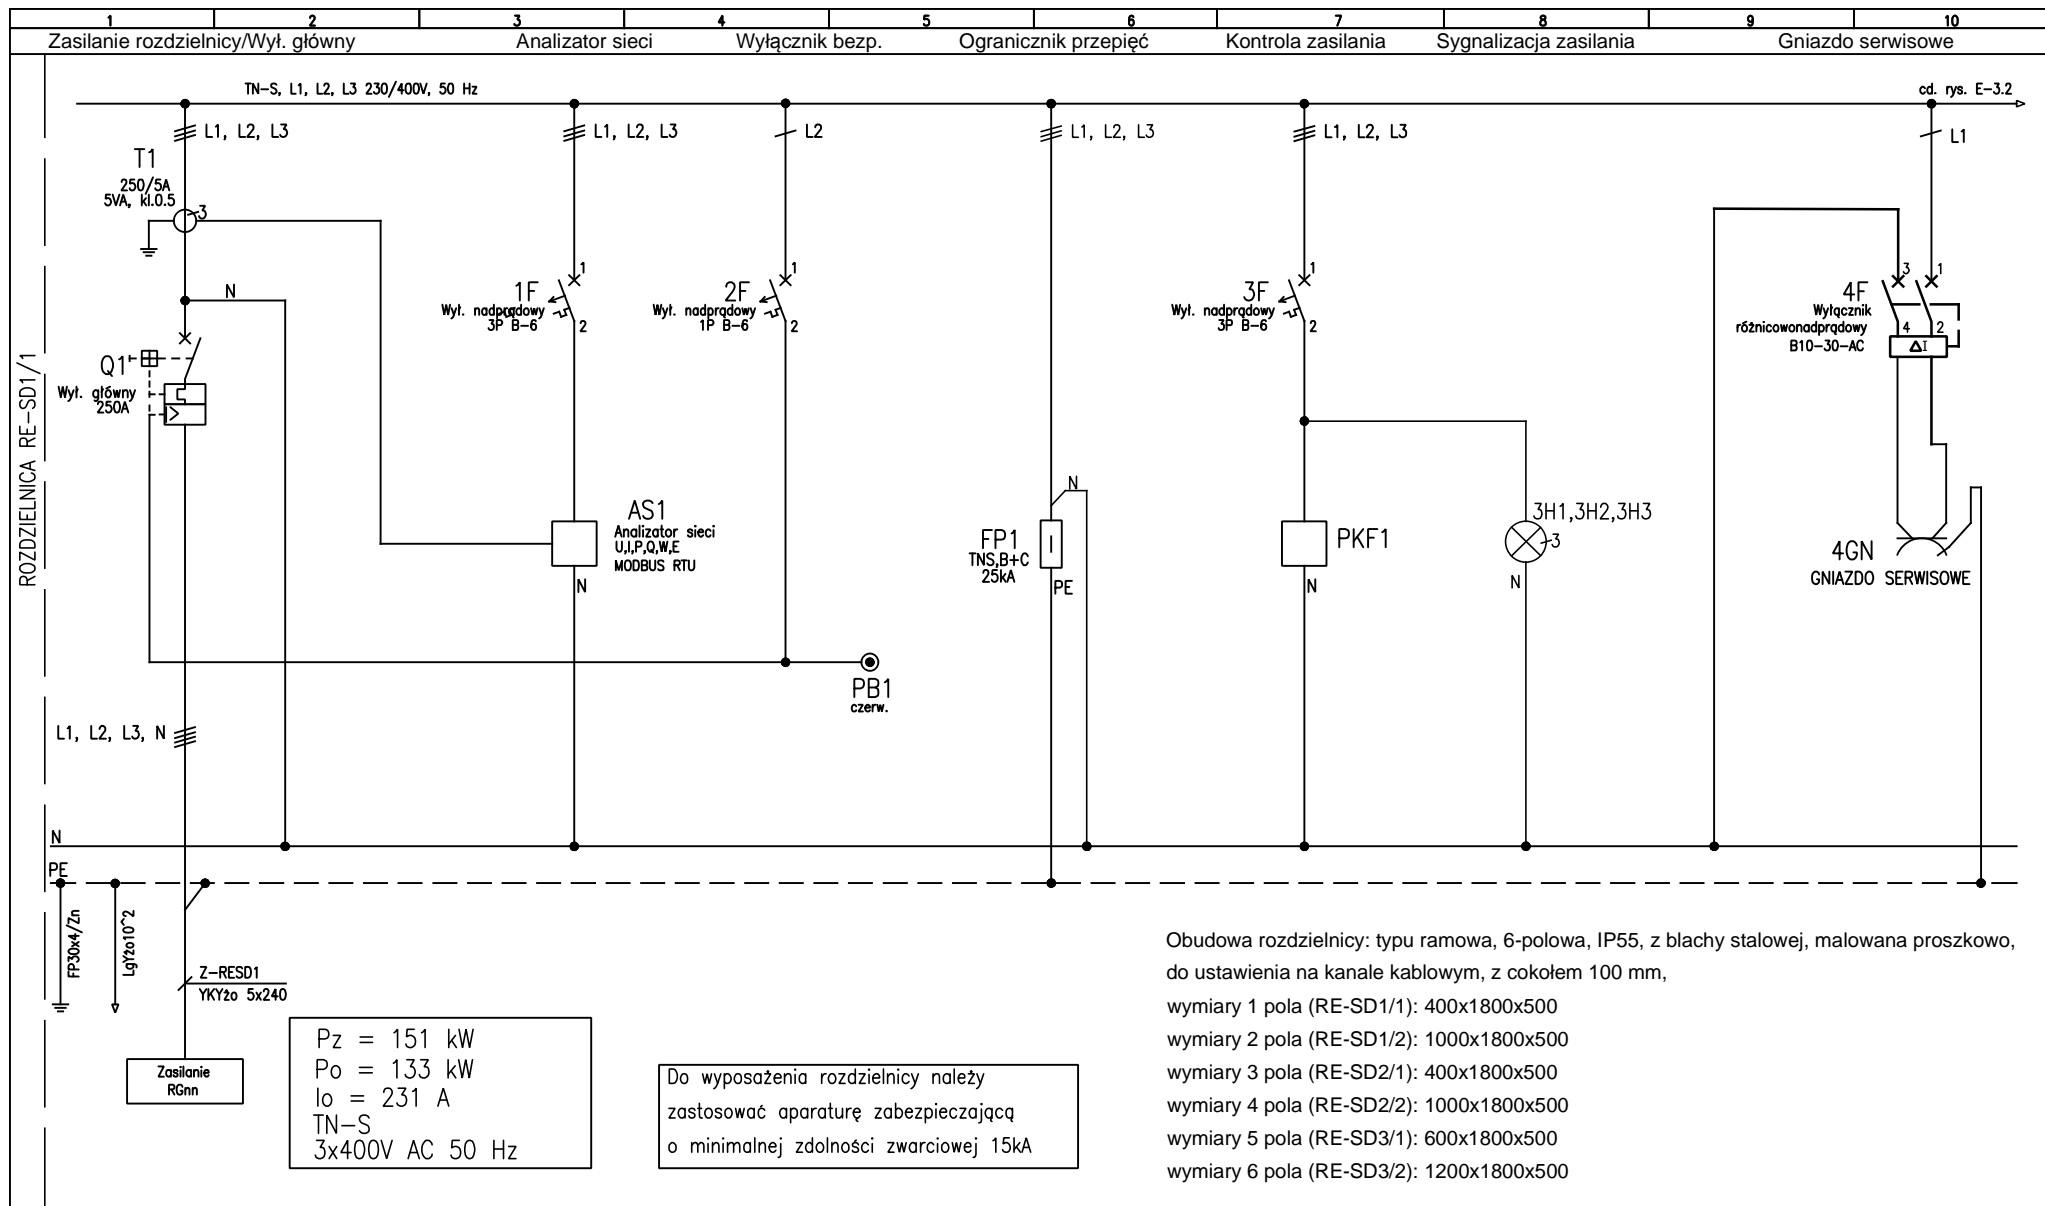 1 2 3 4 5 6 7 8 9 10
Zasilanie rozdzielnicy/Wył. główny
Analizator sieci
Wyłącznik bezp.
Ogranicznik przepięć
Kontrola zasilania
Sygnalizacja zasilania
Gniazdo serwisowe
TN-S, L1, L2, L3 230/400V, 50 Hz
cd. rys. E-3.2
ROZDZIELNICA RE-SD1/1
L1, L2, L3
T1
250/5A
5VA, kl.0.5
3
N
Q1
Wył. główny
250A
L1, L2, L3, N
L1, L2, L3
1
1F
Wył. nadprądowy
3P B-6
2
AS1
Analizator sieci
U,I,P,Q,W,E
MODBUS RTU
N
L2
1
2F
Wył. nadprądowy
1P B-6
2
PB1
czerw.
L1, L2, L3
N
FP1
TNS,B+C
25kA
PE
L1, L2, L3
1
3F
Wył. nadprądowy
3P B-6
2
PKF1
N
3H1,3H2,3H3
3
N
L1
3 1
4F
Wyłącznik
różnicowonadprądowy
B10-30-AC
4 2
ΔI
4GN
GNIAZDO SERWISOWE
N
PE
FP30x4/Zn
LgYżo10^2
Z-RESD1
YKYżo 5x240
Zasilanie
RGnn
Pz = 151 kW
Po = 133 kW
Io = 231 A
TN-S
3x400V AC 50 Hz
Do wyposażenia rozdzielnicy należy
zastosować aparaturę zabezpieczającą
o minimalnej zdolności zwarciowej 15kA
Obudowa rozdzielnicy: typu ramowa, 6-polowa, IP55, z blachy stalowej, malowana proszkowo,
do ustawienia na kanale kablowym, z cokołem 100 mm,
wymiary 1 pola (RE-SD1/1): 400x1800x500
wymiary 2 pola (RE-SD1/2): 1000x1800x500
wymiary 3 pola (RE-SD2/1): 400x1800x500
wymiary 4 pola (RE-SD2/2): 1000x1800x500
wymiary 5 pola (RE-SD3/1): 600x1800x500
wymiary 6 pola (RE-SD3/2): 1200x1800x500